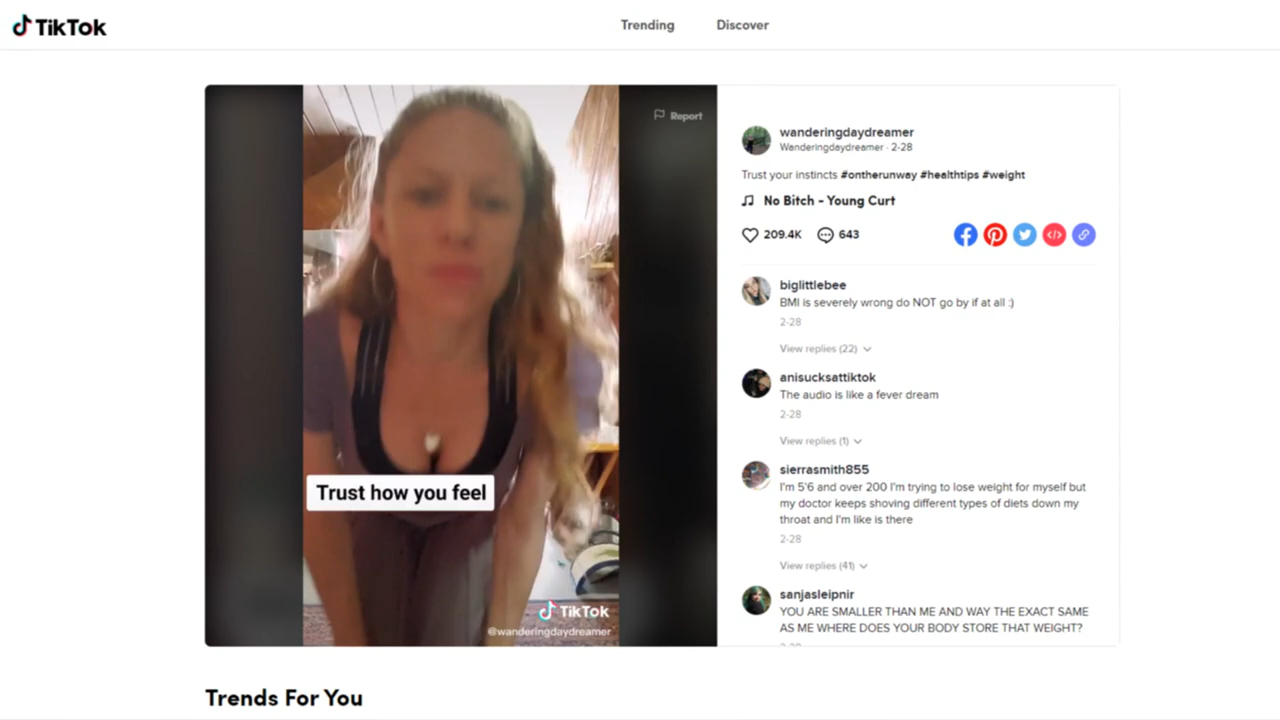 TikTok
Trending
Discover
Report
Trust how you feel
TikTok
@wanderingdaydreamer
wanderingdaydreamer
Wanderingdaydreamer · 2-28
Trust your instincts #ontherunway #healthtips #weight
No Bitch - Young Curt
209.4K
643
biglittlebee
BMI is severely wrong do NOT go by if at all :)
2-28
View replies (22)
anisucksattiktok
The audio is like a fever dream
2-28
View replies (1)
sierrasmith855
I'm 5'6 and over 200 I'm trying to lose weight for myself but
my doctor keeps shoving different types of diets down my
throat and I'm like is there
2-28
View replies (41)
sanjasleipnir
YOU ARE SMALLER THAN ME AND WAY THE EXACT SAME
AS ME WHERE DOES YOUR BODY STORE THAT WEIGHT?
Trends For You